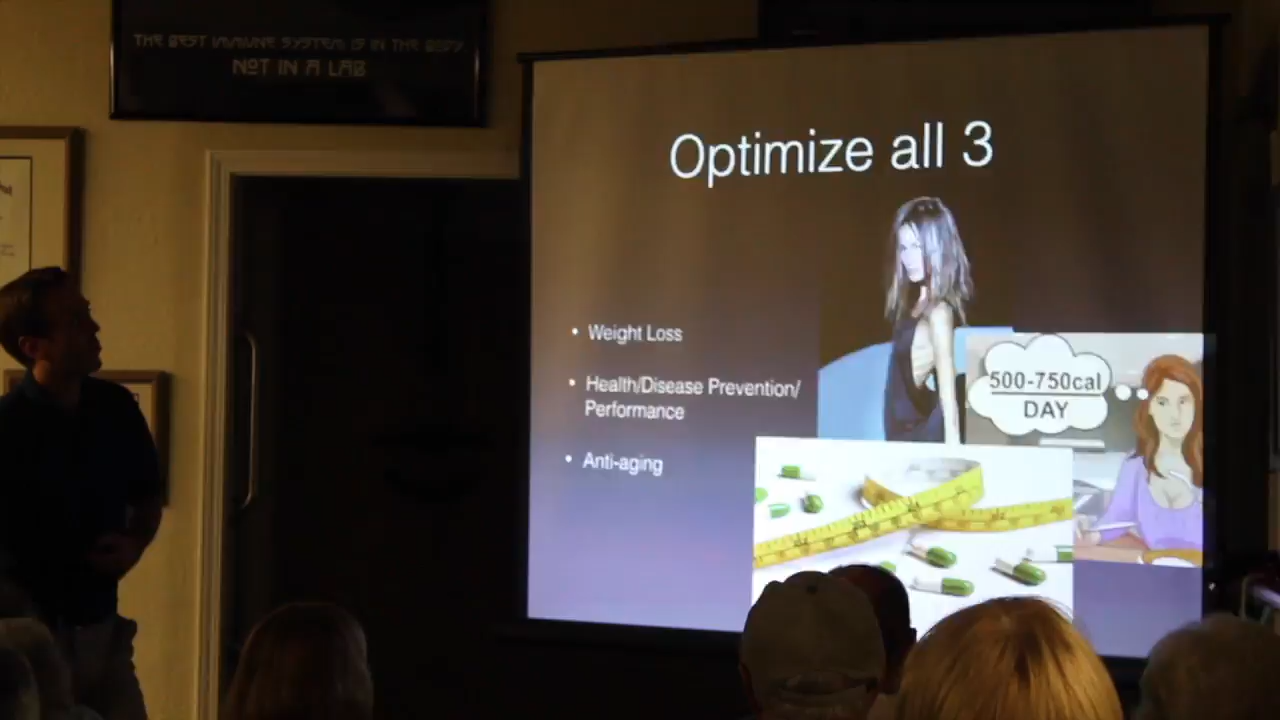 THE BEST IMMUNE SYSTEM IS IN THE BODY,
NOT IN A LAB
Optimize all 3
• Weight Loss
• Health/Disease Prevention/
Performance
• Anti-aging
500-750cal
DAY